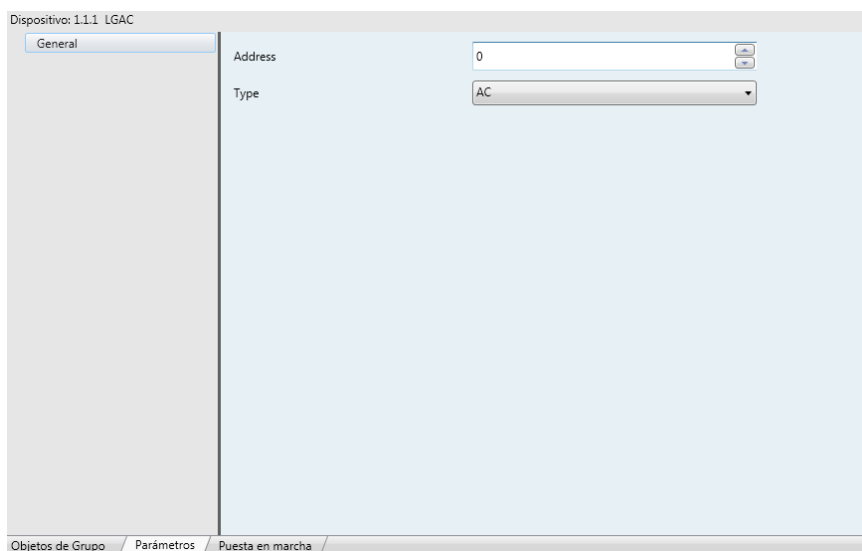 Dispositivo: 1.1.1 LGAC
General
Address 0
Type AC
Objetos de Grupo Parámetros Puesta en marcha